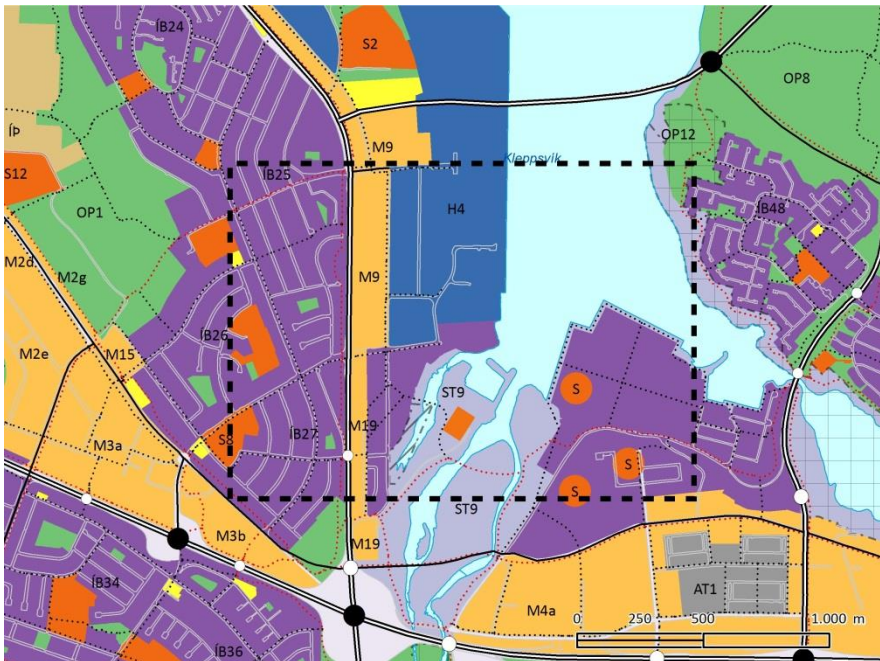 ÍB24
S2
OP8
ÍÞ
M9
OP12
Kleppsvík
S12
ÍB25
OP1
H4
ÍB48
M2d
M2g
M9
M15
ÍB26
M2e
ST9
S
S8
ÍB27
M19
M3a
S
S
ST9
M3b
M19
ÍB34
AT1
M4a
0 250 500 1.000 m
ÍB36